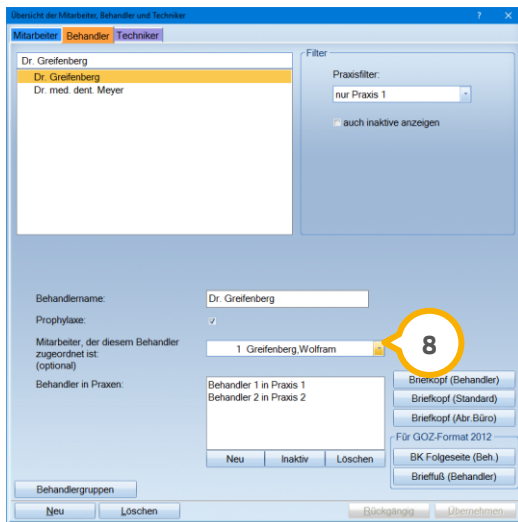 Übersicht der Mitarbeiter, Behandler und Techniker
Mitarbeiter Behandler Techniker
Dr. Greifenberg
Dr. Greifenberg
Dr. med. dent. Meyer
Filter
Praxisfilter:
nur Praxis 1
auch inaktive anzeigen
Behandlername:
Dr. Greifenberg
Prophylaxe:
Mitarbeiter, der diesem Behandler
zugeordnet ist:
(optional)
1 Greifenberg,Wolfram
8
Behandler in Praxen:
Behandler 1 in Praxis 1
Behandler 2 in Praxis 2
Neu Inaktiv Löschen
Briefkopf (Behandler)
Briefkopf (Standard)
Briefkopf (Abr.Büro)
Für GOZ-Format 2012
BK Folgeseite (Beh.)
Brieffuß (Behandler)
Behandlergruppen
Neu Löschen Rückgängig Übernehmen